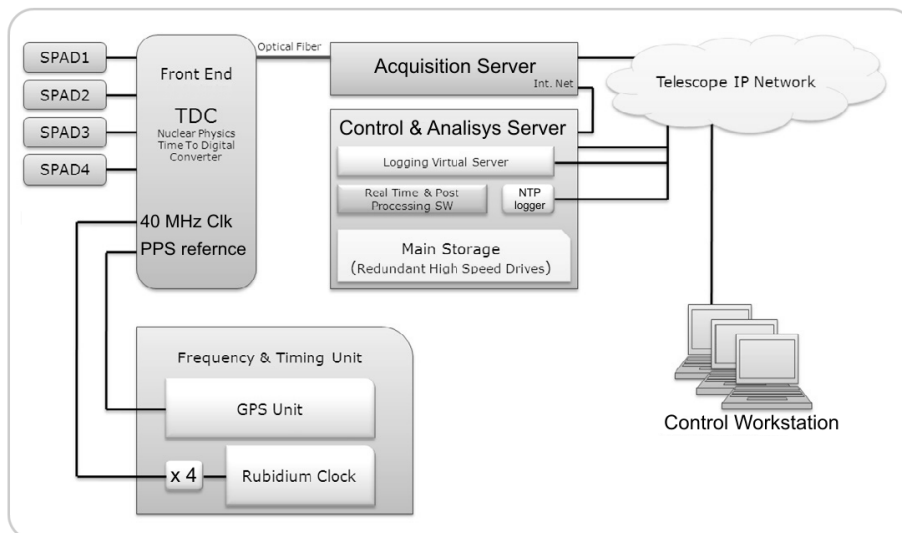 SPAD1
SPAD2
SPAD3
SPAD4
Front End
TDC
Nuclear Physics
Time To Digital
Converter
40 MHz Clk
PPS refernce
Optical Fiber
Acquisition Server
Int. Net
Control & Analisys Server
Logging Virtual Server
Real Time & Post
Processing SW
NTP
logger
Main Storage
(Redundant High Speed Drives)
Telescope IP Network
Control Workstation
Frequency & Timing Unit
GPS Unit
x 4
Rubidium Clock